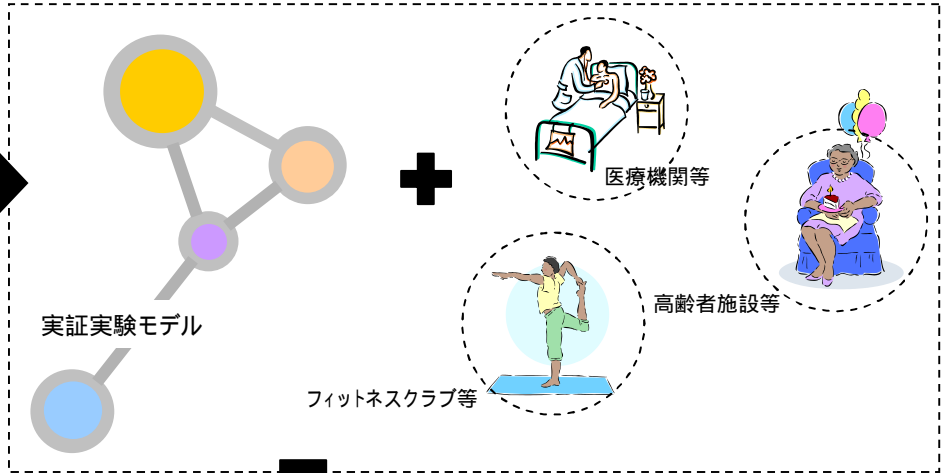 医療機関等
高齢者施設等
実証実験モデル
フィットネスクラブ等